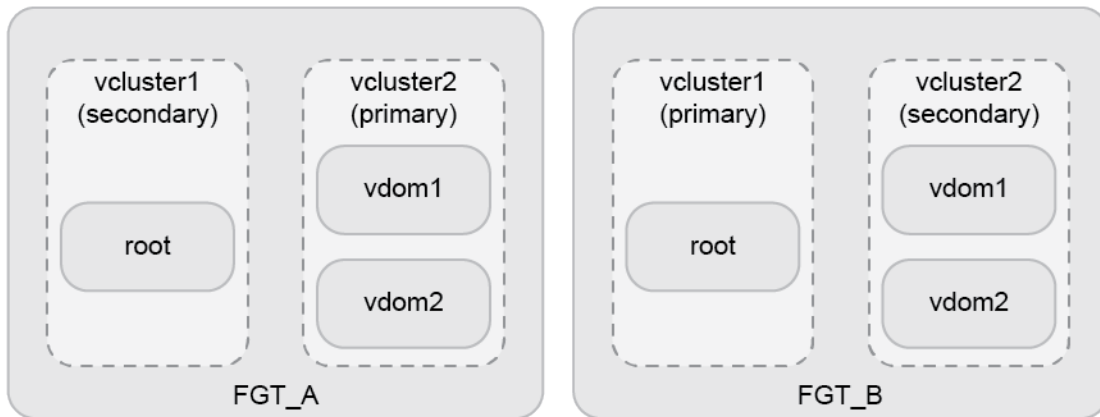 vcluster1
(secondary)
root
vcluster2
(primary)
vdom1
vdom2
FGT_A
vcluster1
(primary)
root
vcluster2
(secondary)
vdom1
vdom2
FGT_B